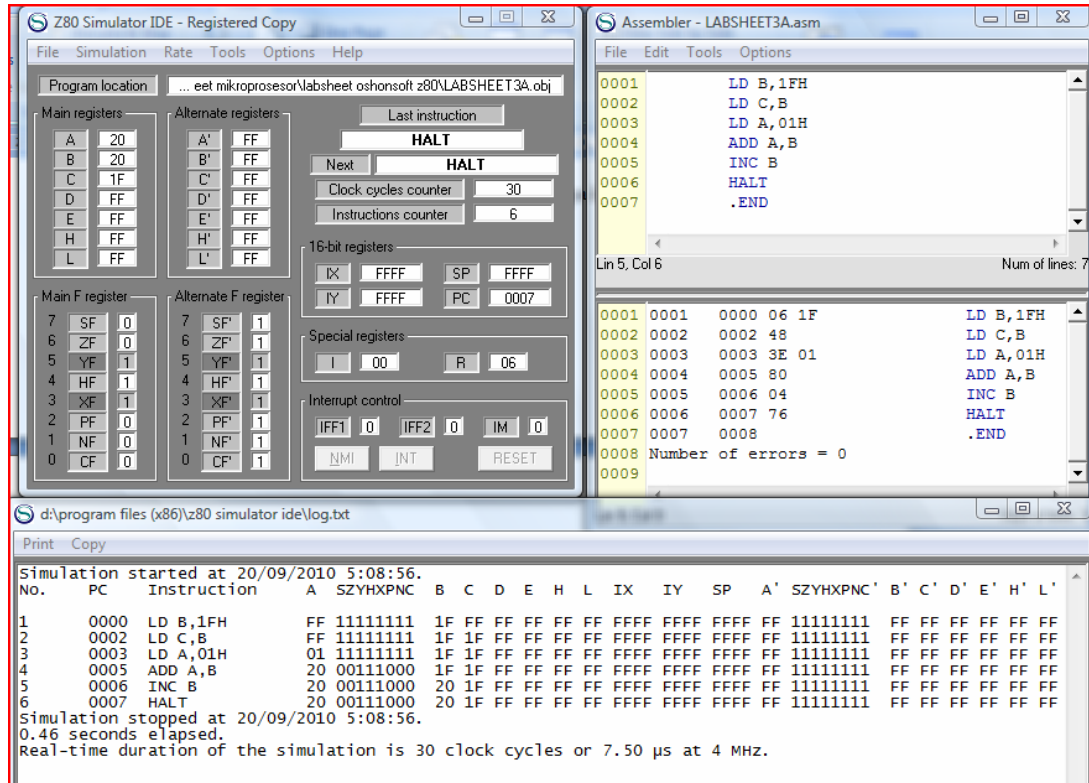 Z80 Simulator IDE - Registered Copy
File Simulation Rate Tools Options Help
Program location ... eet mikroprosesor\labsheet oshonsoft z80\LABSHEET3A.obj
Main registers
A 20
B 20
C 1F
D FF
E FF
H FF
L FF
Alternate registers
A' FF
B' FF
C' FF
D' FF
E' FF
H' FF
L' FF
Last instruction
HALT
Next HALT
Clock cycles counter 30
Instructions counter 6
16-bit registers
IX FFFF SP FFFF
IY FFFF PC 0007
Main F register
7 SF 0
6 ZF 0
5 YF 1
4 HF 1
3 XF 1
2 PF 0
1 NF 0
0 CF 0
Alternate F register
7 SF' 1
6 ZF' 1
5 YF' 1
4 HF' 1
3 XF' 1
2 PF' 1
1 NF' 1
0 CF' 1
Special registers
I 00 R 06
Interrupt control
IFF1 0 IFF2 0 IM 0
NMI INT RESET
Assembler - LABSHEET3A.asm
File Edit Tools Options
0001 LD B,1FH
0002 LD C,B
0003 LD A,01H
0004 ADD A,B
0005 INC B
0006 HALT
0007 .END
Lin 5, Col 6 Num of lines: 7
0001 0001 0000 06 1F LD B,1FH
0002 0002 0002 48 LD C,B
0003 0003 0003 3E 01 LD A,01H
0004 0004 0005 80 ADD A,B
0005 0005 0006 04 INC B
0006 0006 0007 76 HALT
0007 0007 0008 .END
0008 Number of errors = 0
0009
d:\program files (x86)\z80 simulator ide\log.txt
Print Copy
Simulation started at 20/09/2010 5:08:56.
No. PC Instruction A SZYHXPNC B C D E H L IX IY SP A' SZYHXPNC' B' C' D' E' H' L'
1 0000 LD B,1FH FF 11111111 1F FF FF FF FF FF FFFF FFFF FFFF FF 11111111 FF FF FF FF FF FF
2 0002 LD C,B FF 11111111 1F 1F FF FF FF FF FFFF FFFF FFFF FF 11111111 FF FF FF FF FF FF
3 0003 LD A,01H 01 11111111 1F 1F FF FF FF FF FFFF FFFF FFFF FF 11111111 FF FF FF FF FF FF
4 0005 ADD A,B 20 00111000 1F 1F FF FF FF FF FFFF FFFF FFFF FF 11111111 FF FF FF FF FF FF
5 0006 INC B 20 00111000 20 1F FF FF FF FF FFFF FFFF FFFF FF 11111111 FF FF FF FF FF FF
6 0007 HALT 20 00111000 20 1F FF FF FF FF FFFF FFFF FFFF FF 11111111 FF FF FF FF FF FF
Simulation stopped at 20/09/2010 5:08:56.
0.46 seconds elapsed.
Real-time duration of the simulation is 30 clock cycles or 7.50 µs at 4 MHz.